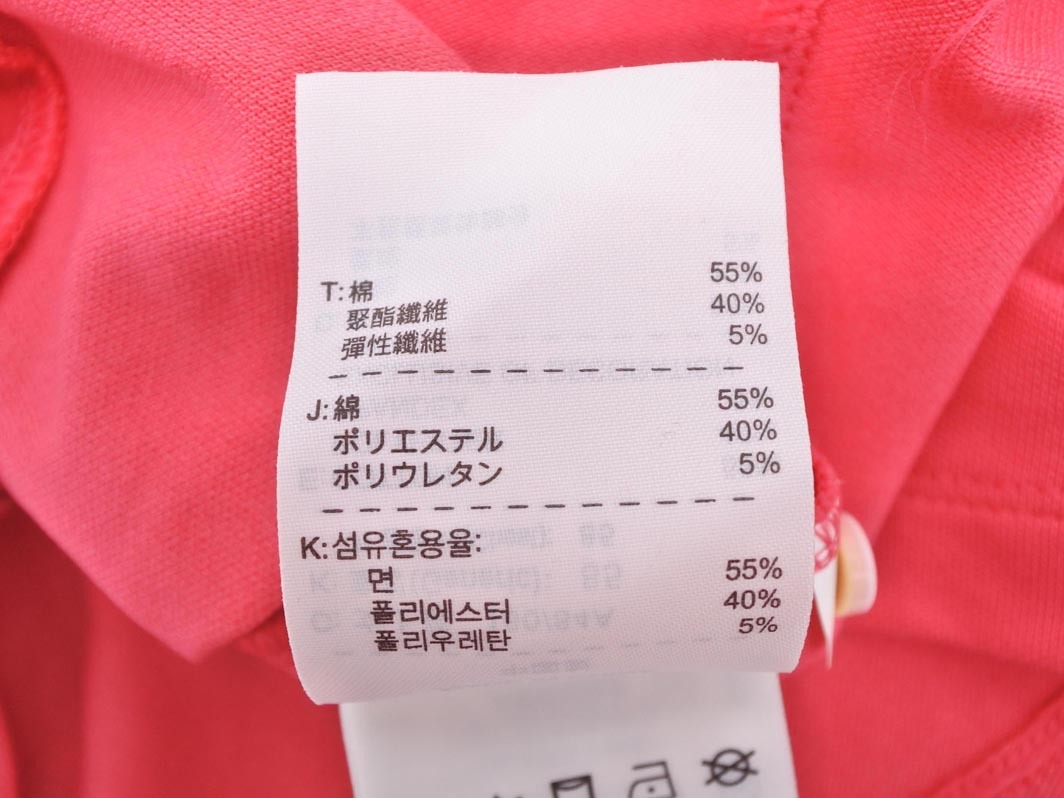 T: 棉 55%
聚酯纖維 40%
彈性纖維 5%
J: 綿 55%
ポリエステル 40%
ポリウレタン 5%
K: 섬유혼용율:
면 55%
폴리에스터 40%
폴리우레탄 5%